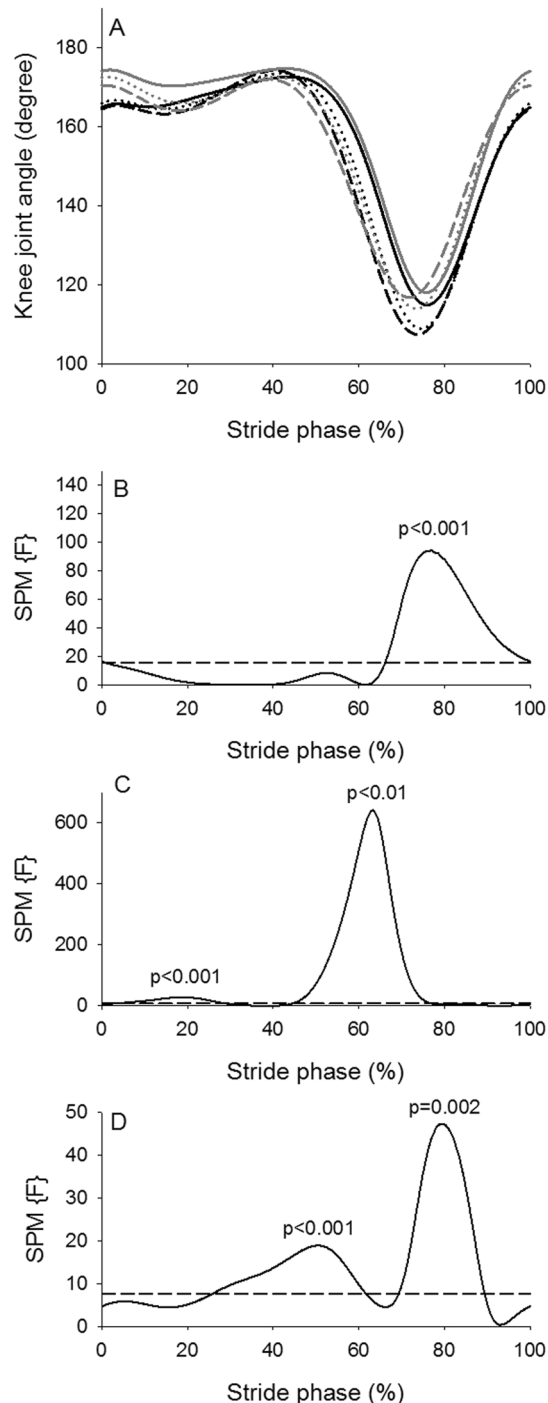 A
Knee joint angle (degree)
180
160
140
120
100
0 20 40 60 80 100
Stride phase (%)
B
SPM {F}
140
120
100
80
60
40
20
0
p<0.001
0 20 40 60 80 100
Stride phase (%)
C
SPM {F}
600
400
200
0
p<0.01
p<0.001
0 20 40 60 80 100
Stride phase (%)
D
SPM {F}
50
40
30
20
10
0
p=0.002
p<0.001
0 20 40 60 80 100
Stride phase (%)